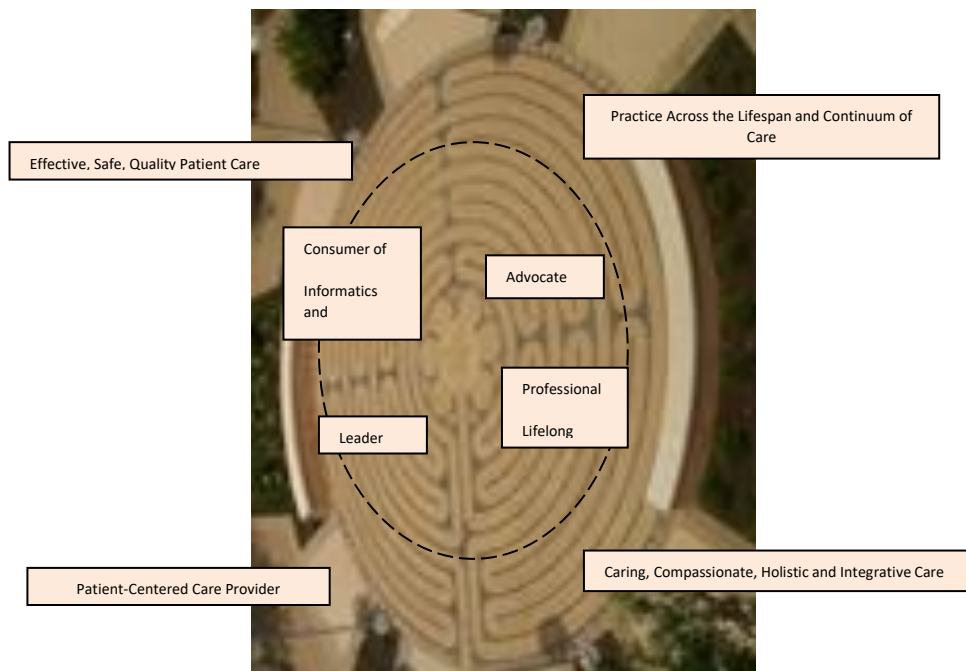 Practice Across the Lifespan and Continuum of
Care
Effective, Safe, Quality Patient Care
Consumer of
Informatics
and
Advocate
Professional
Lifelong
Leader
Patient-Centered Care Provider
Caring, Compassionate, Holistic and Integrative Care